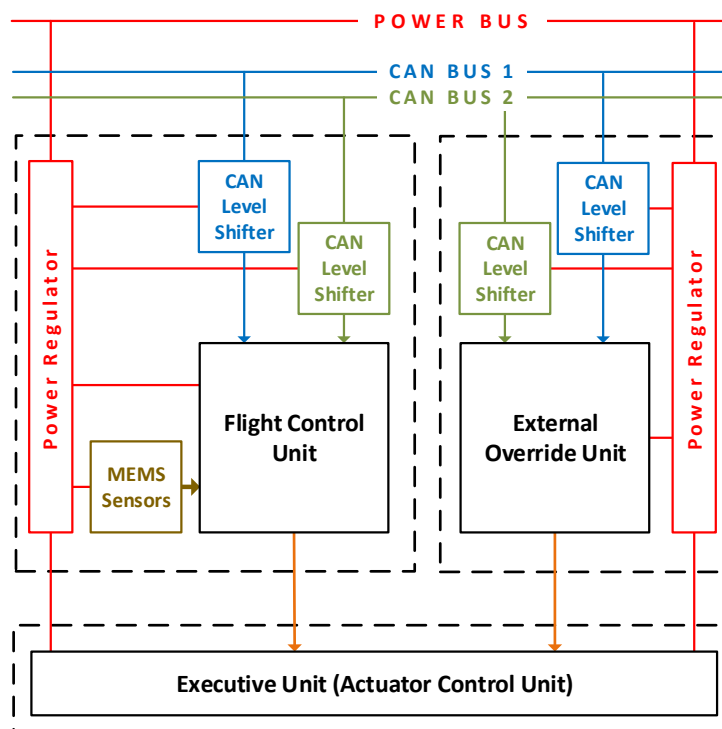 POWER BUS
CAN BUS 1
CAN BUS 2
Power Regulator
CAN
Level
Shifter
CAN
Level
Shifter
Flight Control
Unit
MEMS
Sensors
CAN
Level
Shifter
CAN
Level
Shifter
External
Override Unit
Power Regulator
Executive Unit (Actuator Control Unit)